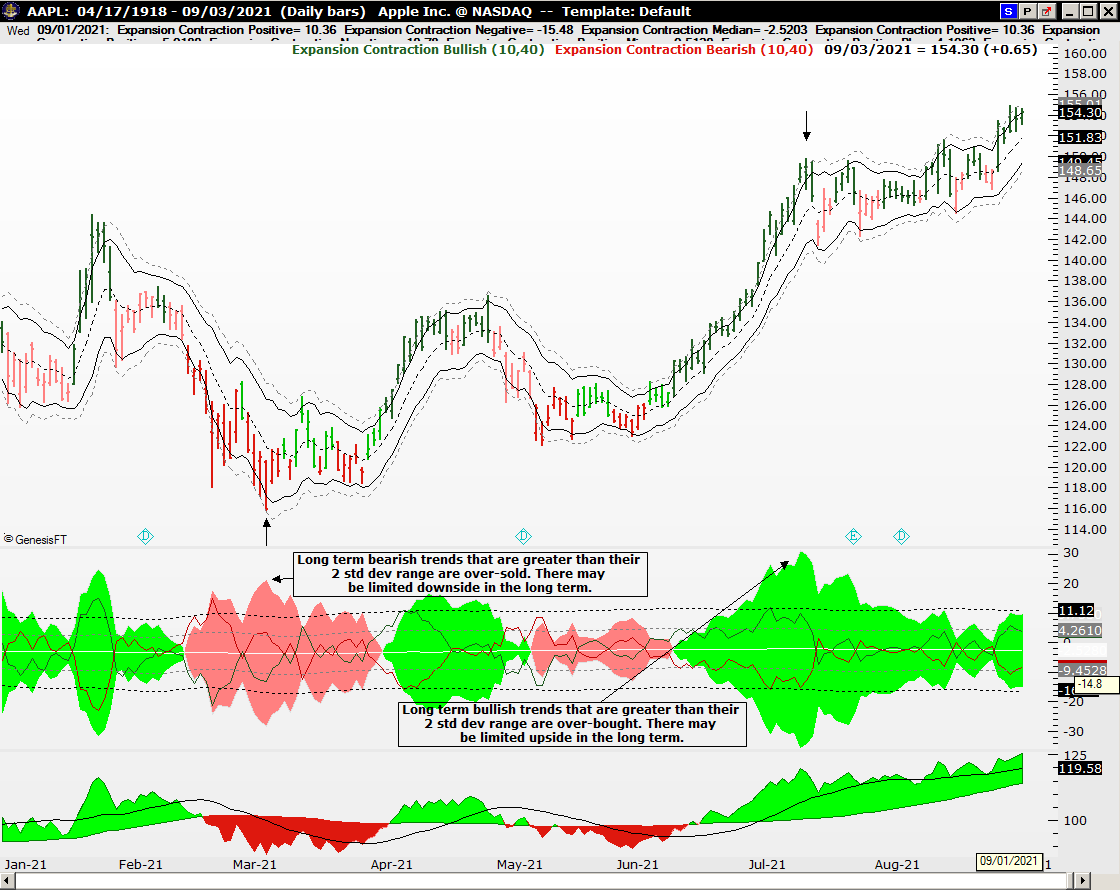 AAPL: 04/17/1918 - 09/03/2021 (Daily bars) Apple Inc. @ NASDAQ -- Template: Default
S P
Wed 09/01/2021: Expansion Contraction Positive= 10.36 Expansion Contraction Negative= -15.48 Expansion Contraction Median= -2.5203 Expansion Contraction Positive= 10.36 Expansion
Expansion Contraction Bullish (10,40) Expansion Contraction Bearish (10,40) 09/03/2021 = 154.30 (+0.65)
160.00
158.00
156.00
155.01
154.30
151.83
149.45
148.65
148.00
146.00
144.00
142.00
140.00
138.00
136.00
134.00
132.00
130.00
128.00
126.00
124.00
122.00
120.00
118.00
116.00
114.00
© GenesisFT
D D E D
Long term bearish trends that are greater than their
2 std dev range are over-sold. There may
be limited downside in the long term.
30
20
11.12
4.2610
0
-9.4528
-14.8
-20
-30
Long term bullish trends that are greater than their
2 std dev range are over-bought. There may
be limited upside in the long term.
125
119.58
100
Jan-21 Feb-21 Mar-21 Apr-21 May-21 Jun-21 Jul-21 Aug-21 09/01/2021 1